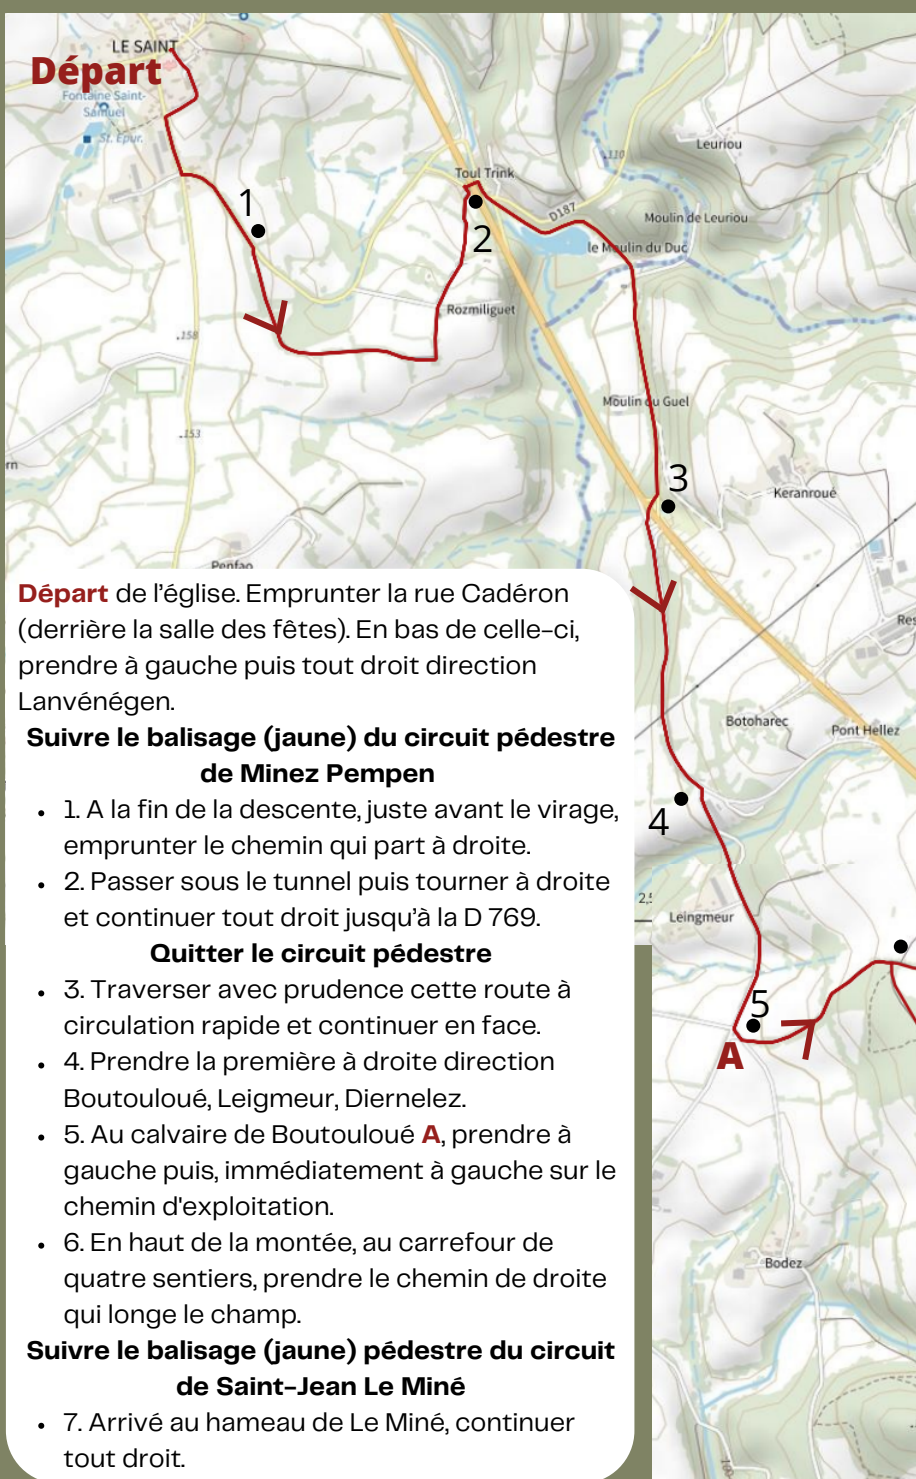 LE SAINT
Départ
Fontaine Saint-
Samuel
St. Epur.
1
Toul Trink
2
D187
.110
Leuriou
Moulin de Leuriou
le Moulin du Duc
Rozmiliguet
.158
.153
rn
Moulin du Guel
3
Keranroué
Penfao
Res
Botoharec
Pont Hellez
4
Leingmeur
5
A
Bodez
100
Départ de l'église. Emprunter la rue Cadéron
(derrière la salle des fêtes). En bas de celle-ci,
prendre à gauche puis tout droit direction
Lanvénégen.
Suivre le balisage (jaune) du circuit pédestre
de Minez Pempen
• 1. A la fin de la descente, juste avant le virage,
emprunter le chemin qui part à droite.
• 2. Passer sous le tunnel puis tourner à droite
et continuer tout droit jusqu'à la D 769.
Quitter le circuit pédestre
• 3. Traverser avec prudence cette route à
circulation rapide et continuer en face.
• 4. Prendre la première à droite direction
Boutouloué, Leigmeur, Diernelez.
• 5. Au calvaire de Boutouloué A, prendre à
gauche puis, immédiatement à gauche sur le
chemin d'exploitation.
• 6. En haut de la montée, au carrefour de
quatre sentiers, prendre le chemin de droite
qui longe le champ.
Suivre le balisage (jaune) pédestre du circuit
de Saint-Jean Le Miné
• 7. Arrivé au hameau de Le Miné, continuer
tout droit.